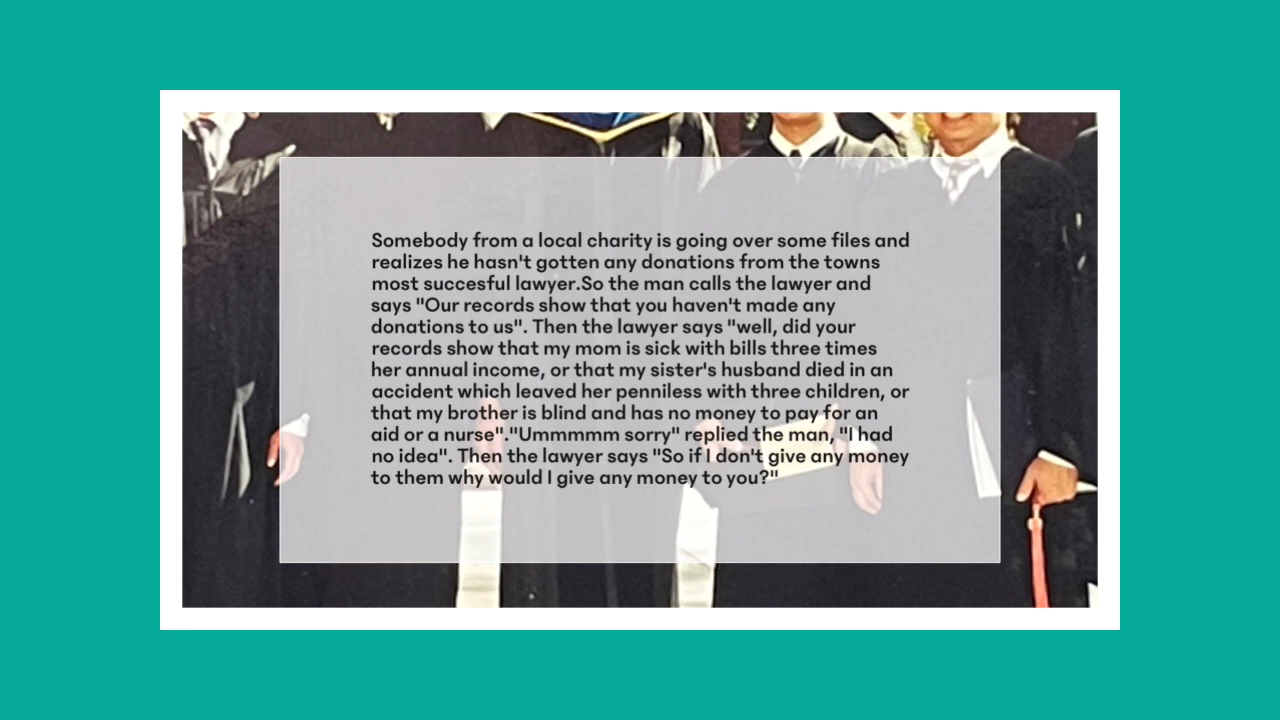 Somebody from a local charity is going over some files and
realizes he hasn't gotten any donations from the towns
most succesful lawyer.So the man calls the lawyer and
says "Our records show that you haven't made any
donations to us". Then the lawyer says "well, did your
records show that my mom is sick with bills three times
her annual income, or that my sister's husband died in an
accident which leaved her penniless with three children, or
that my brother is blind and has no money to pay for an
aid or a nurse"."Ummmmm sorry" replied the man, "I had
no idea". Then the lawyer says "So if I don't give any money
to them why would I give any money to you?"